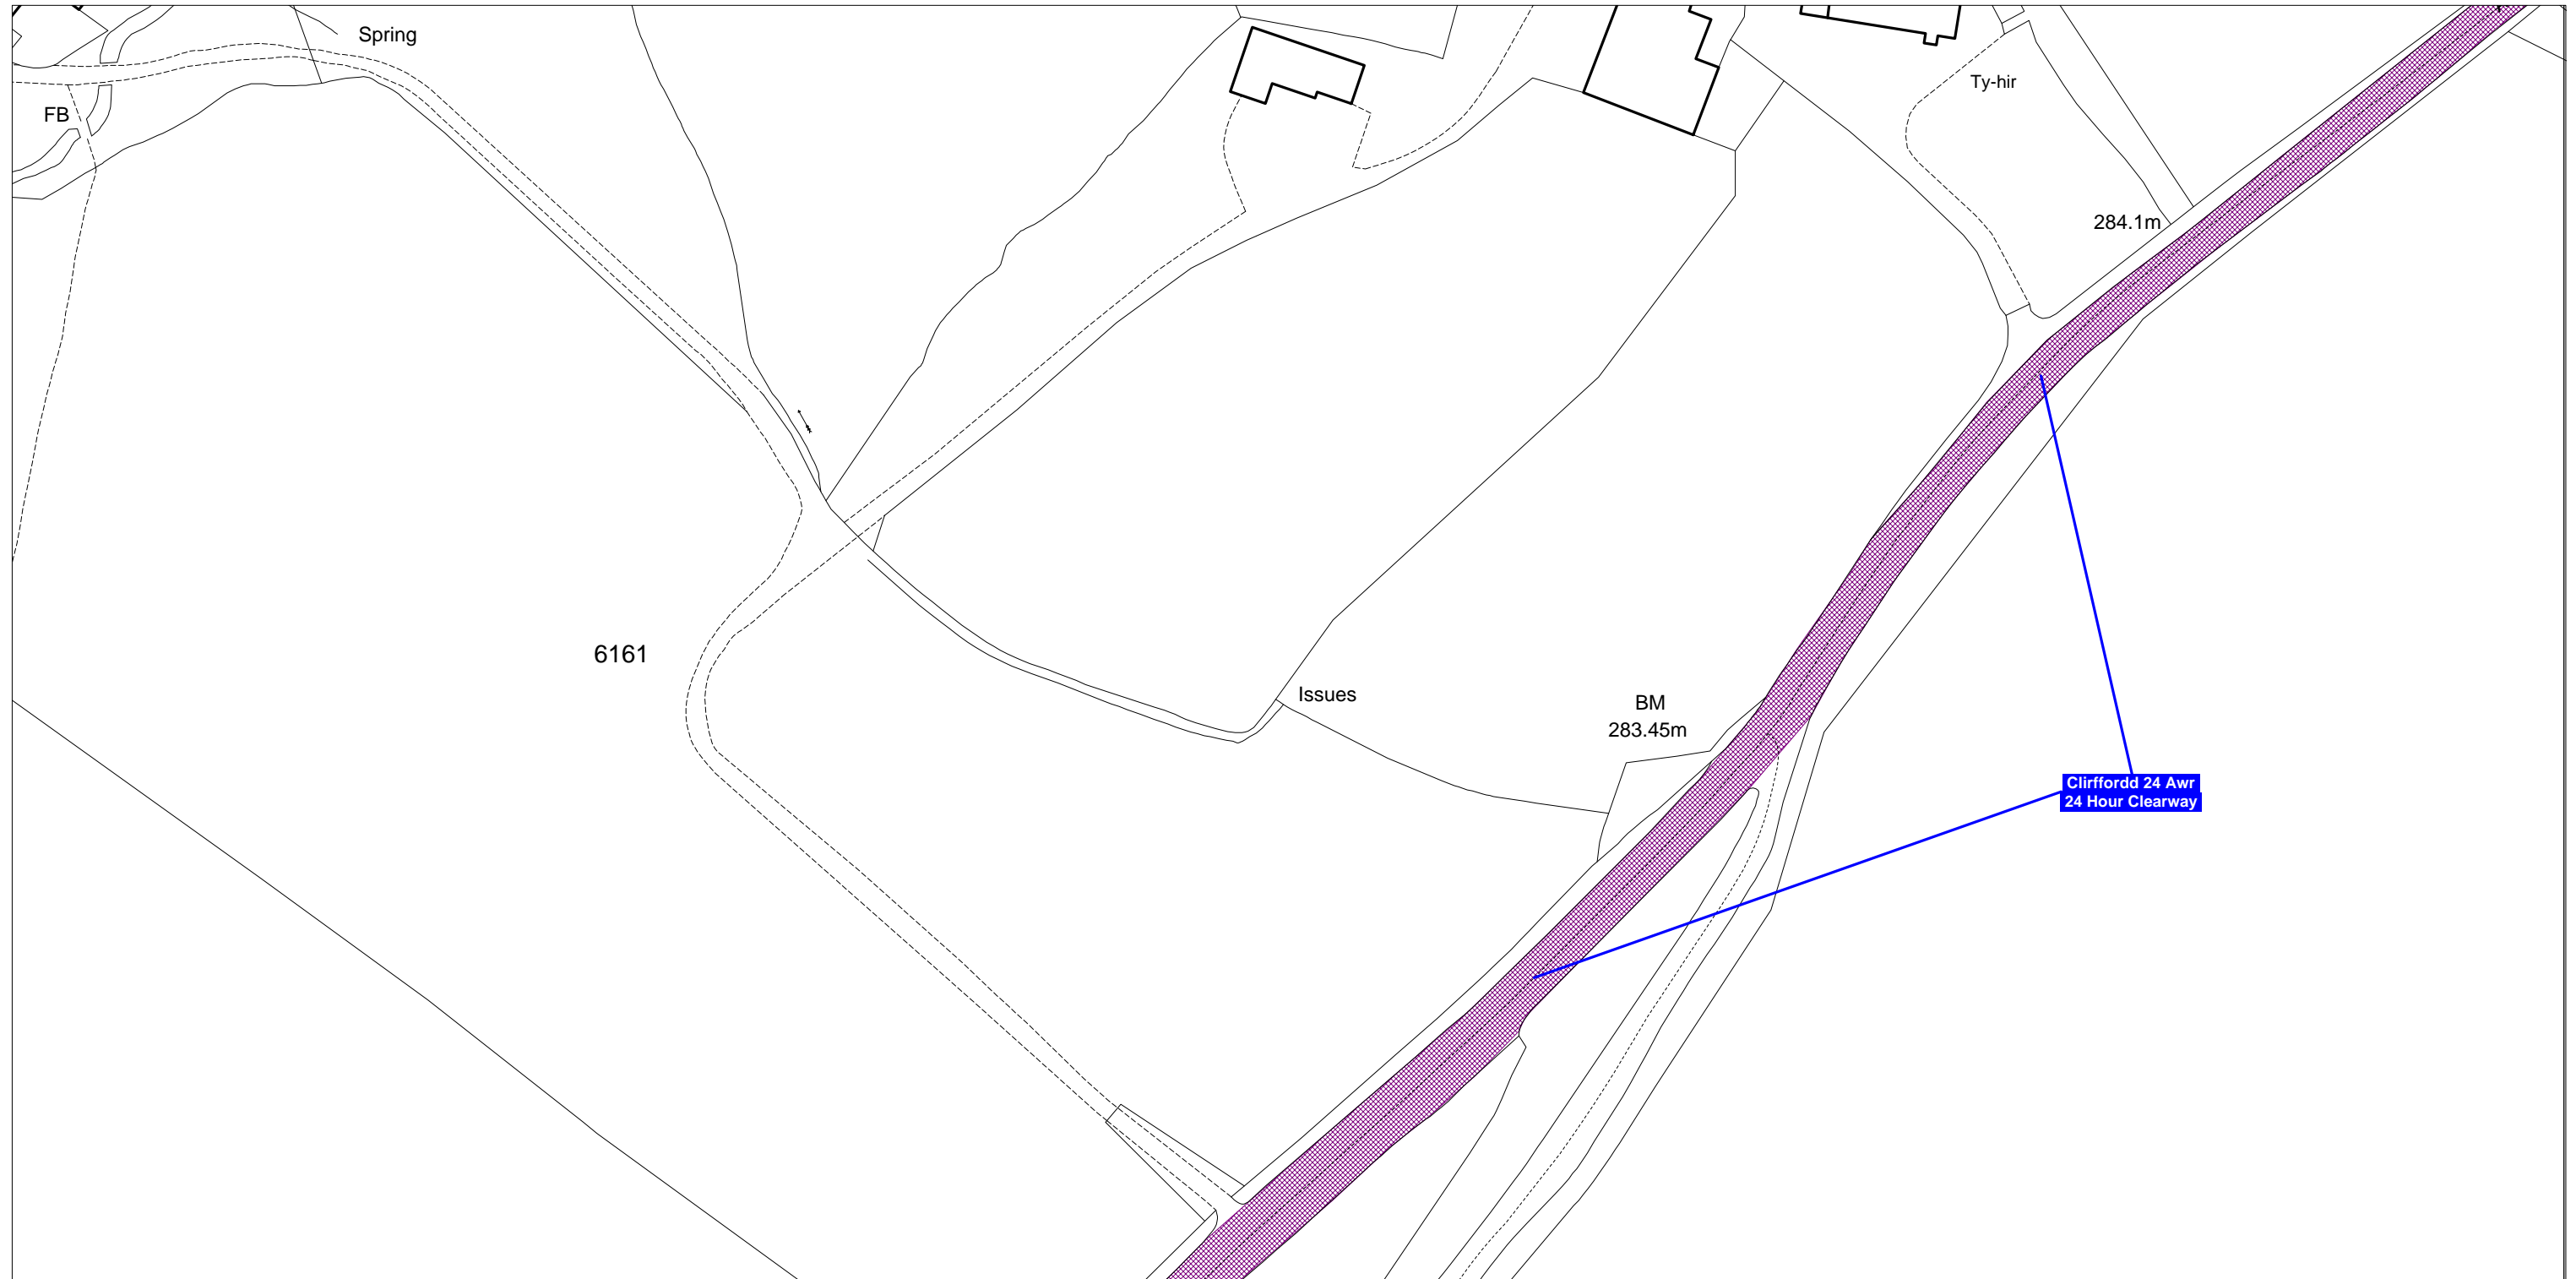 Spring
FB
Ty-hir
284.1m
6161
Issues
BM
283.45m
Clirffordd 24 Awr
24 Hour Clearway